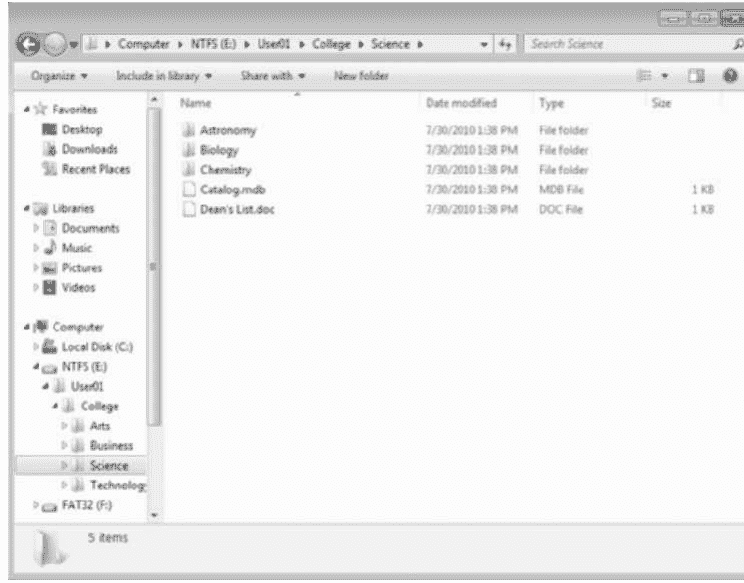 Computer NTFS (E:) User01 College Science Search Science
Organize Include in library Share with New folder
Favorites
Desktop
Downloads
Recent Places
Libraries
Documents
Music
Pictures
Videos
Computer
Local Disk (C:)
NTFS (E:)
User01
College
Arts
Business
Science
Technology
FAT32 (F:)
Name Date modified Type Size
Astronomy 7/30/2010 1:38 PM File folder
Biology 7/30/2010 1:38 PM File folder
Chemistry 7/30/2010 1:38 PM File folder
Catalog.mdb 7/30/2010 1:38 PM MDB File 1 KB
Dean's List.doc 7/30/2010 1:38 PM DOC File 1 KB
5 items